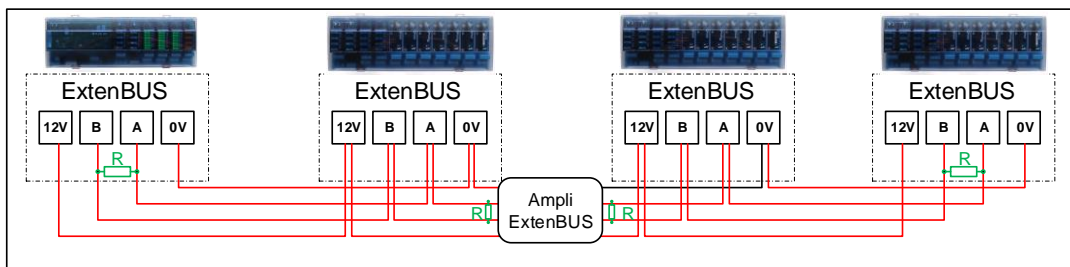 ExtenBUS ExtenBUS ExtenBUS ExtenBUS
12V B A 0V 12V B A 0V 12V B A 0V 12V B A 0V
R R
Ampli
R R
ExtenBUS